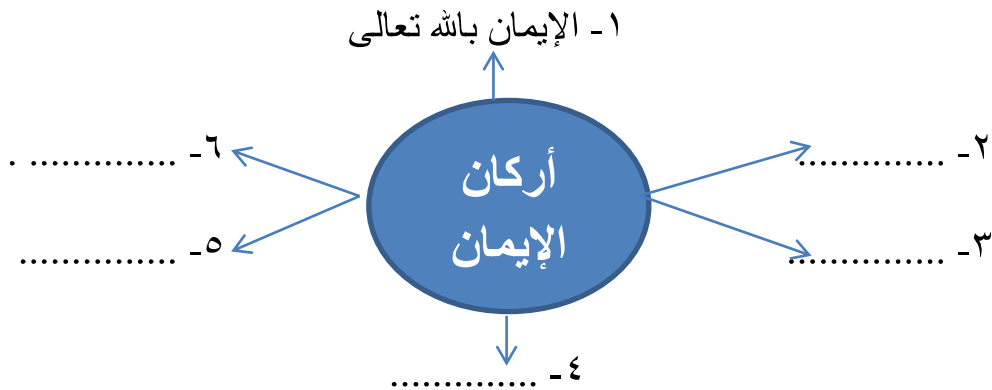 ١- الإيمان بالله تعالى
أركان
الإيمان
٢- ..............
٣- ...............
٤- ..............
٥- ...............
٦- .............. .